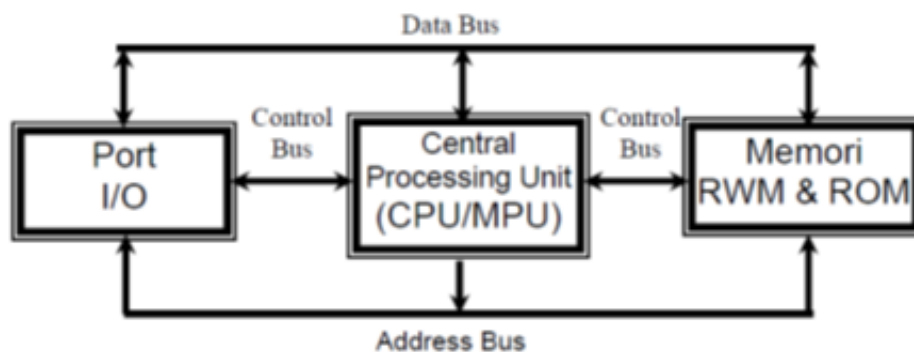 Data Bus
Control
Bus
Control
Bus
Port
I/O
Central
Processing Unit
(CPU/MPU)
Memori
RWM & ROM
Address Bus